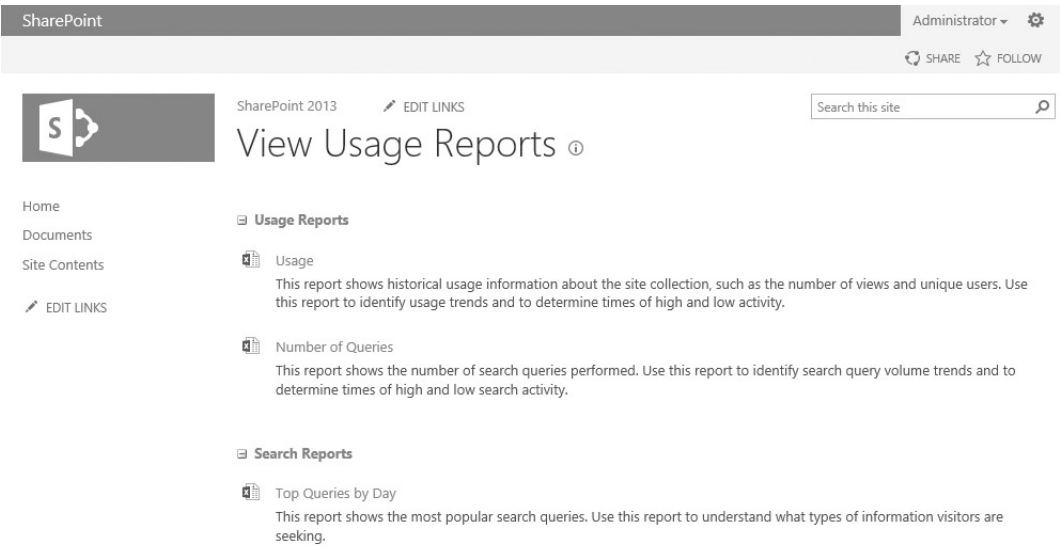 SharePoint
Administrator
SHARE FOLLOW
S
SharePoint 2013 EDIT LINKS
Search this site
View Usage Reports
Home
Documents
Site Contents
EDIT LINKS
Usage Reports
Usage
This report shows historical usage information about the site collection, such as the number of views and unique users. Use
this report to identify usage trends and to determine times of high and low activity.
Number of Queries
This report shows the number of search queries performed. Use this report to identify search query volume trends and to
determine times of high and low search activity.
Search Reports
Top Queries by Day
This report shows the most popular search queries. Use this report to understand what types of information visitors are
seeking.